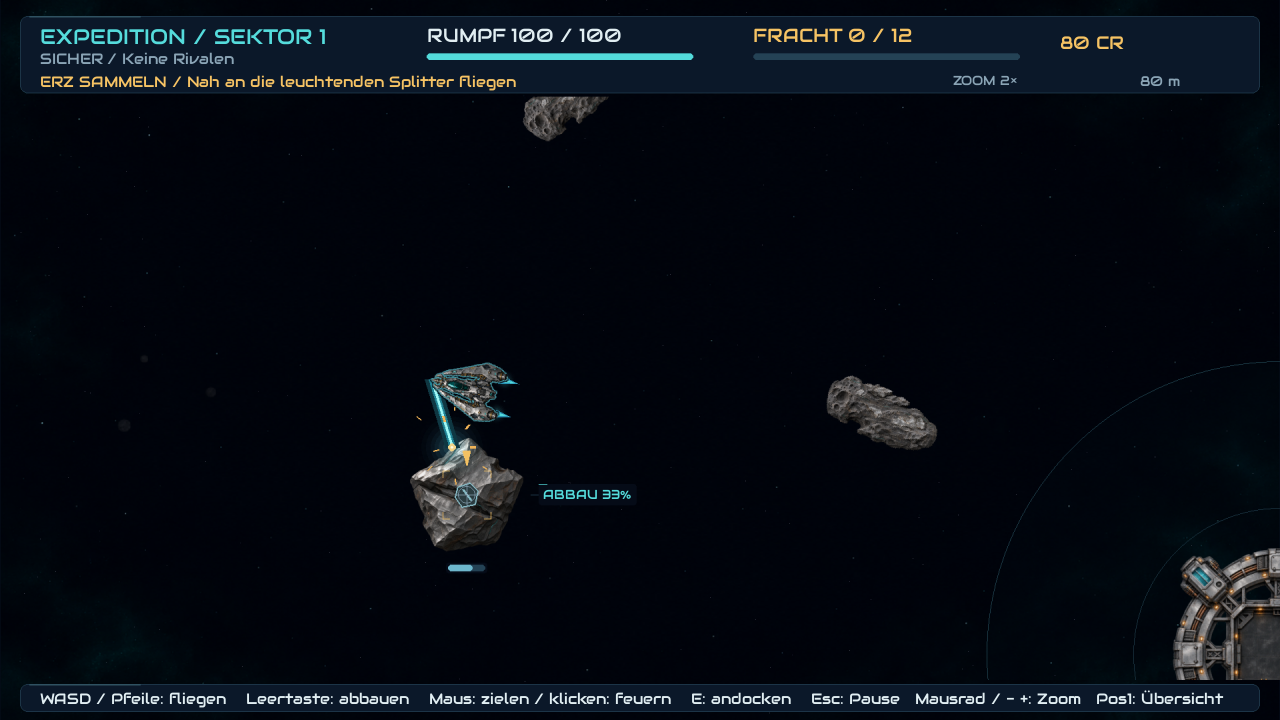 EXPEDITION / SEKTOR 1
SICHER / Keine Rivalen
ERZ SAMMELN / Nah an die leuchtenden Splitter fliegen
RUMPF 100 / 100
FRACHT 0 / 12
80 CR
ZOOM 2×
80 m
ABBAU 33%
WASD / Pfeile: fliegen Leertaste: abbauen Maus: zielen / klicken: feuern E: andocken Esc: Pause Mausrad / - +: Zoom Pos1: Übersicht